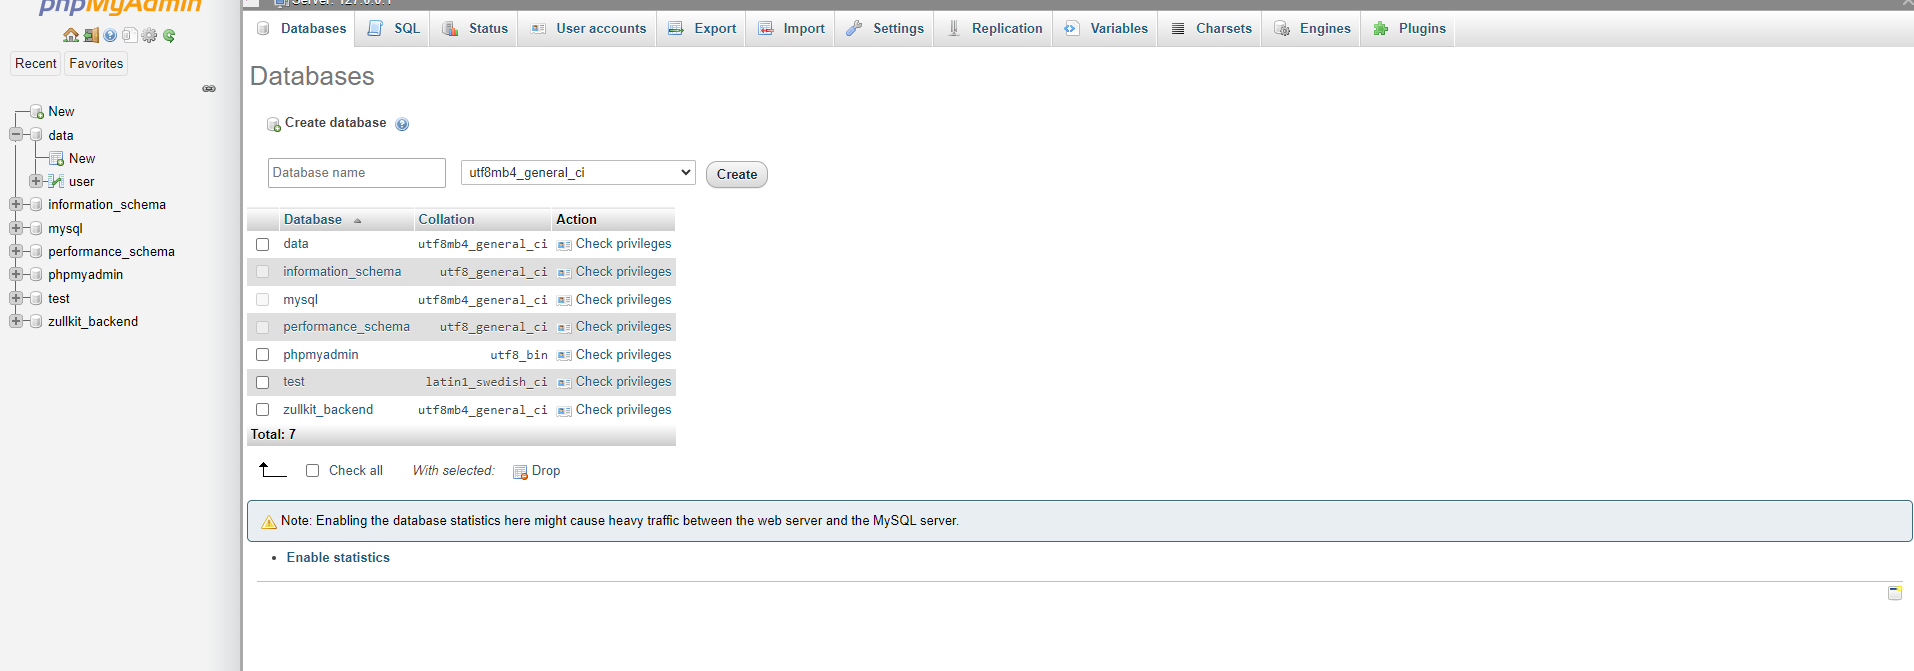 phpMyAdmin
Server: 127.0.0.1
Databases SQL Status User accounts Export Import Settings Replication Variables Charsets Engines Plugins
Recent Favorites
New
data
New
user
information_schema
mysql
performance_schema
phpmyadmin
test
zullkit_backend
Databases
Create database
Database name utf8mb4_general_ci Create
Database Collation Action
data utf8mb4_general_ci Check privileges
information_schema utf8_general_ci Check privileges
mysql utf8mb4_general_ci Check privileges
performance_schema utf8_general_ci Check privileges
phpmyadmin utf8_bin Check privileges
test latin1_swedish_ci Check privileges
zullkit_backend utf8mb4_general_ci Check privileges
Total: 7
Check all With selected: Drop
Note: Enabling the database statistics here might cause heavy traffic between the web server and the MySQL server.
Enable statistics